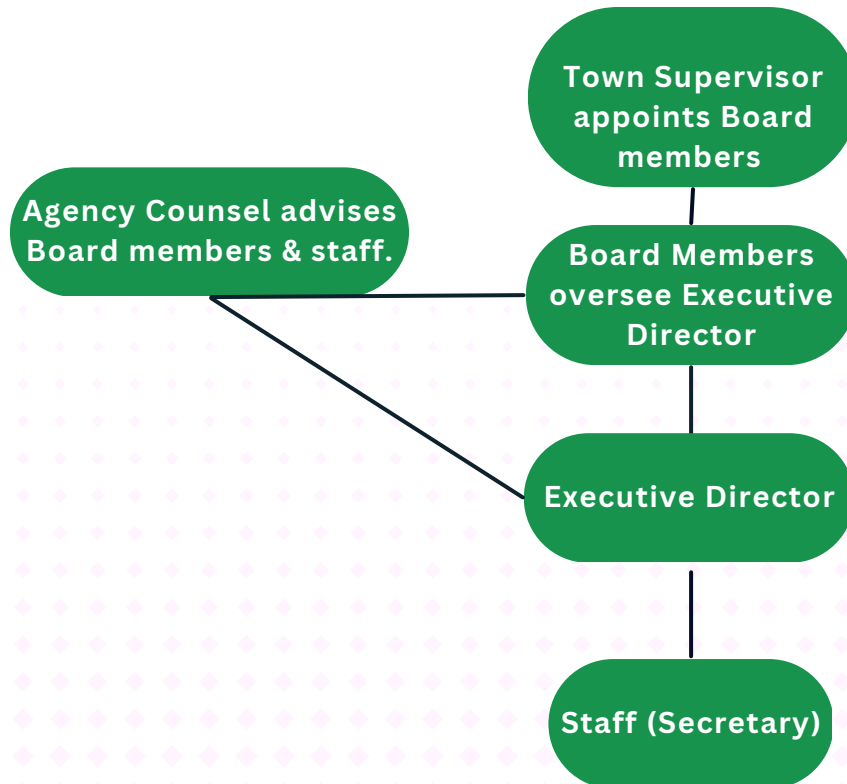 Town Supervisor
appoints Board
members
Agency Counsel advises
Board members & staff.
Board Members
oversee Executive
Director
Executive Director
Staff (Secretary)